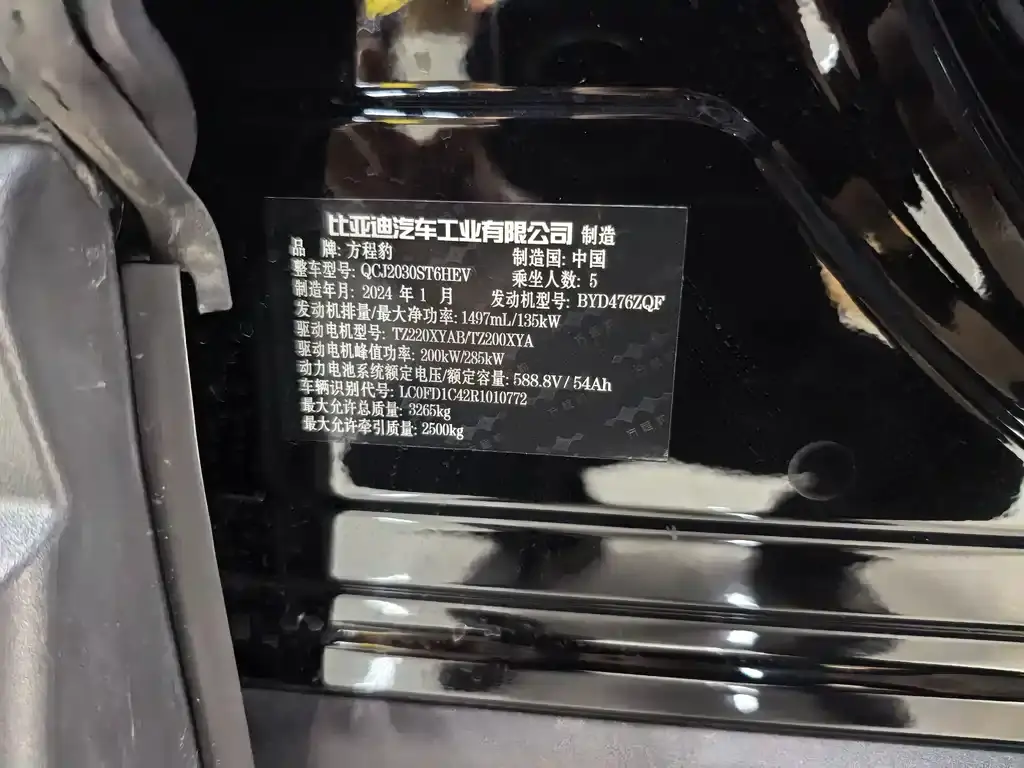 比亚迪汽车工业有限公司 制造
品 牌: 方程豹 制造国: 中国
整车型号: QCJ2030ST6HEV 乘坐人数: 5
制造年月: 2024 年 1 月 发动机型号: BYD476ZQF
发动机排量/最大净功率: 1497mL/135kW
驱动电机型号: TZ220XYAB/TZ200XYA
驱动电机峰值功率: 200kW/285kW
动力电池系统额定电压/额定容量: 588.8V/ 54Ah
车辆识别代号: LC0FD1C42R1010772
最大允许总质量: 3265kg
最大允许牵引质量: 2500kg